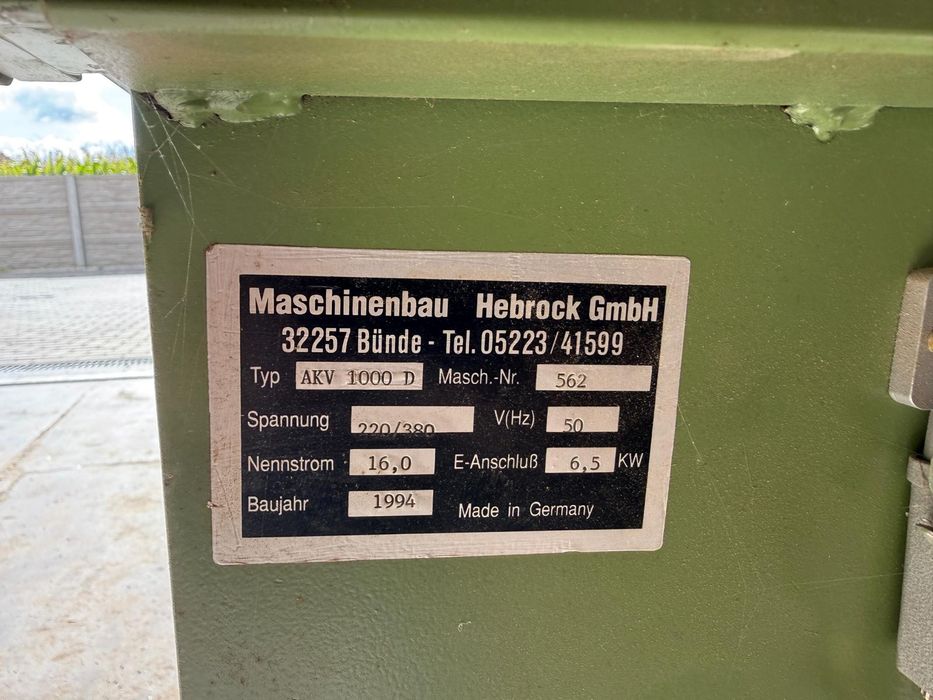 Maschinenbau Hebrock GmbH
32257 Bünde - Tel. 05223/41599
Typ AKV 1000 D Masch.-Nr. 562
Spannung 220/380 V(Hz) 50
Nennstrom 16,0 E-Anschluß 6,5 KW
Baujahr 1994 Made in Germany